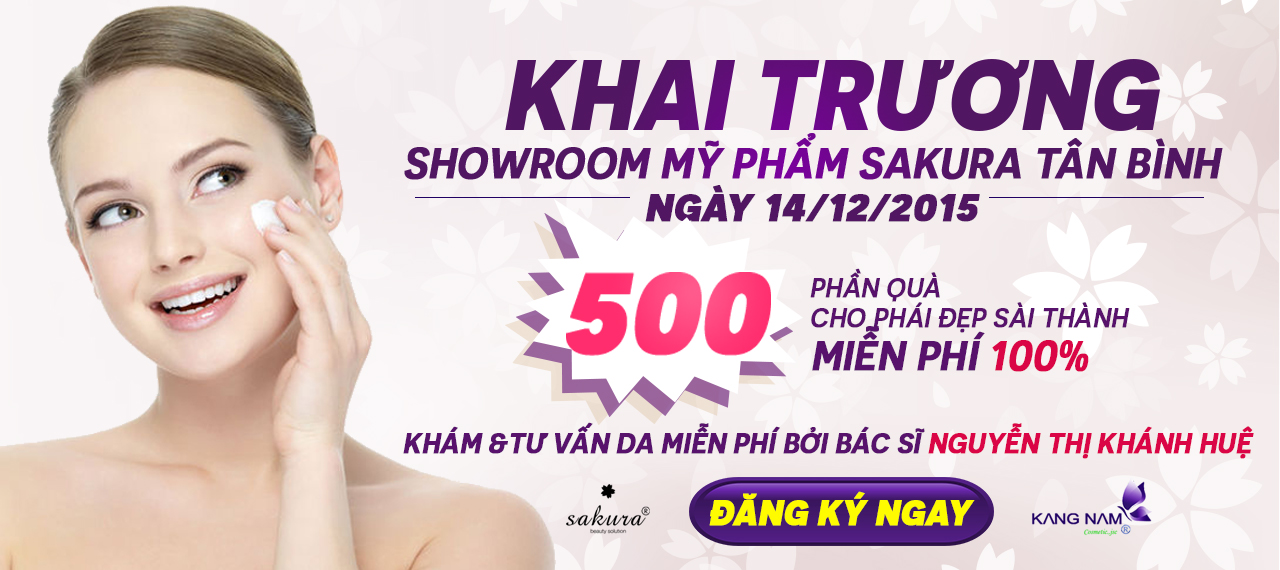 KHAI TRƯƠNG
SHOWROOM MỸ PHẨM SAKURA TÂN BÌNH
NGÀY 14/12/2015
500
PHẦN QUÀ
CHO PHÁI ĐẸP SÀI THÀNH
MIỄN PHÍ 100%
KHÁM &TƯ VẤN DA MIỄN PHÍ BỞI BÁC SĨ NGUYỄN THỊ KHÁNH HUỆ
sakura®
beauty solution
ĐĂNG KÝ NGAY
KANG NAM
Cosmetic.,jsc ®